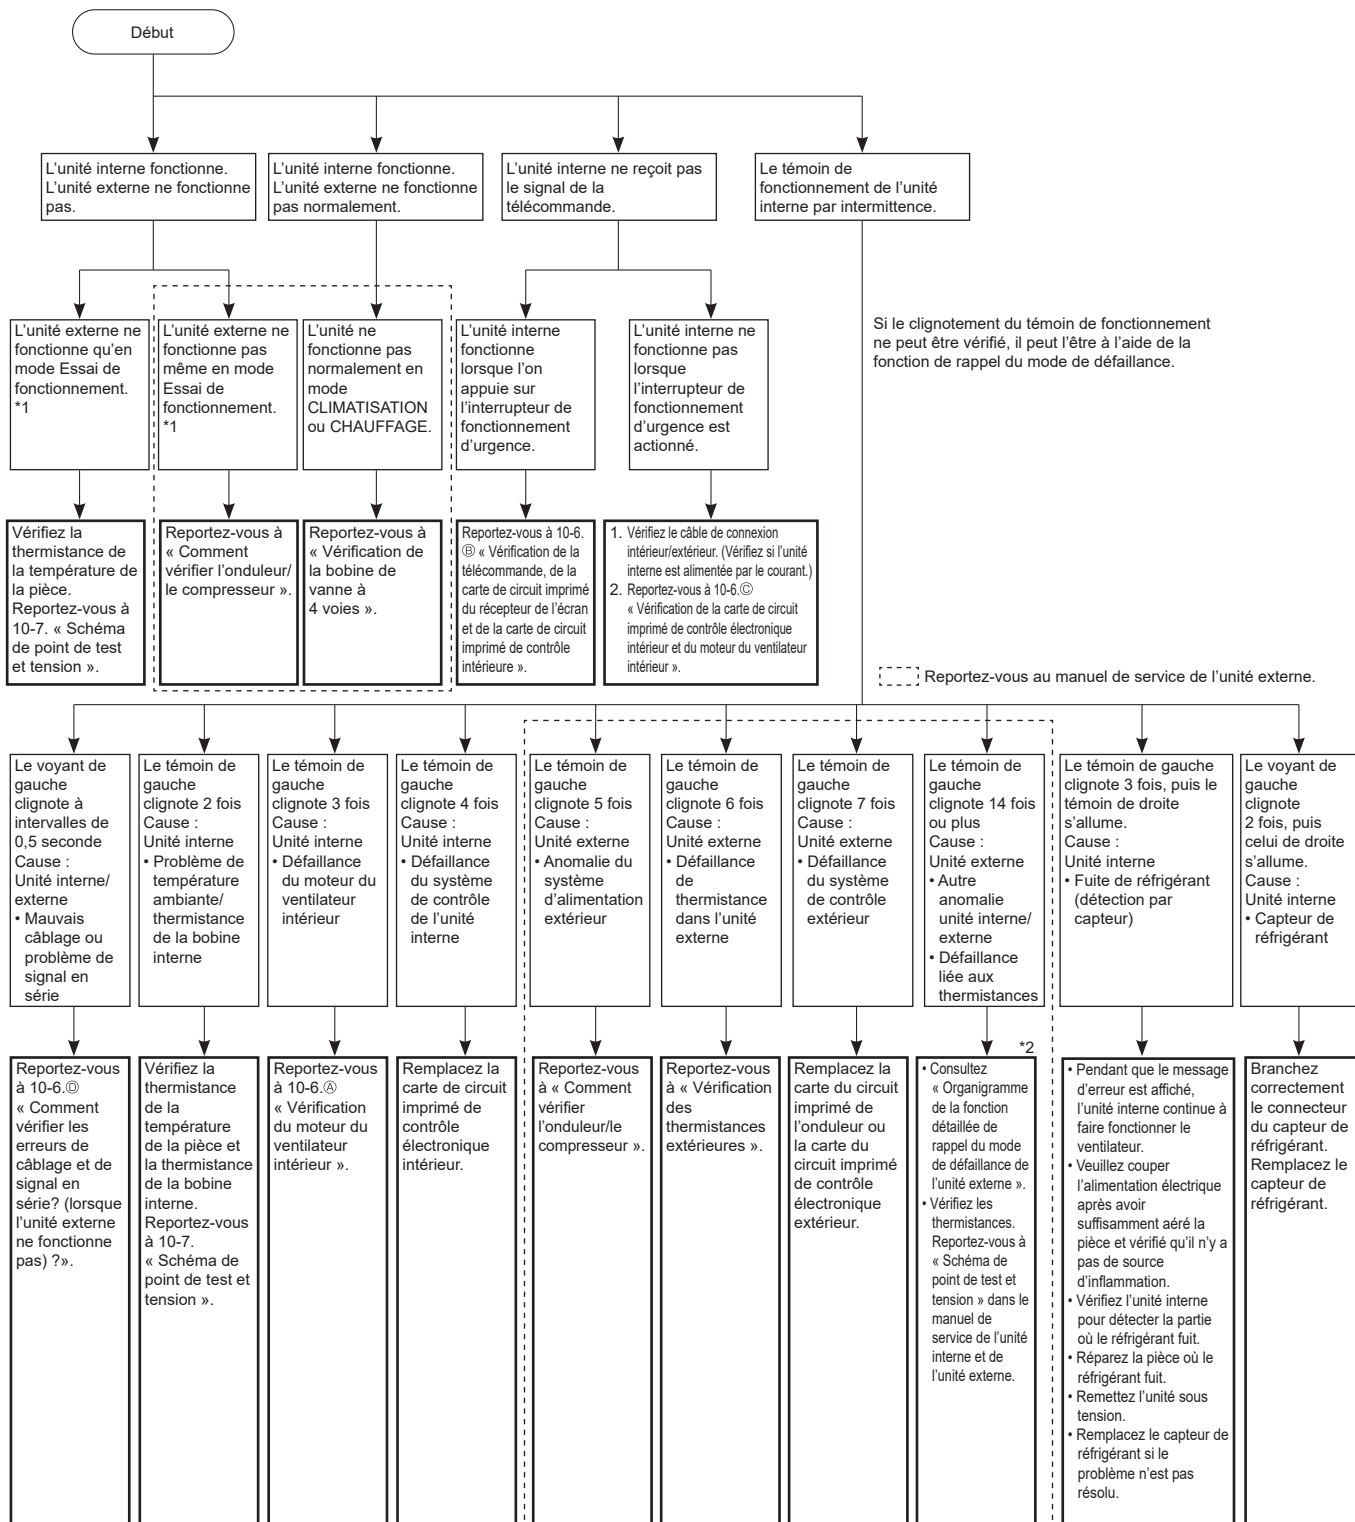 Début
L’unité interne fonctionne.
L’unité externe ne fonctionne
pas.
L’unité interne fonctionne.
L’unité externe ne fonctionne
pas normalement.
L’unité interne ne reçoit pas
le signal de la
télécommande.
Le témoin de
fonctionnement de l’unité
interne par intermittence.
L’unité externe ne
fonctionne qu’en
mode Essai de
fonctionnement.
*1
L’unité externe ne
fonctionne pas
même en mode
Essai de
fonctionnement.
*1
L’unité ne
fonctionne pas
normalement en
mode
CLIMATISATION
ou CHAUFFAGE.
L’unité interne
fonctionne
lorsque l’on
appuie sur
l’interrupteur de
fonctionnement
d’urgence.
L’unité interne ne
fonctionne pas
lorsque
l’interrupteur de
fonctionnement
d’urgence est
actionné.
Si le clignotement du témoin de fonctionnement
ne peut être vérifié, il peut l’être à l’aide de la
fonction de rappel du mode de défaillance.
Vérifiez la
thermistance de
la température de
la pièce.
Reportez-vous à
10-7. « Schéma
de point de test
et tension ».
Reportez-vous à
« Comment
vérifier l’onduleur/
le compresseur ».
Reportez-vous à
« Vérification de
la bobine de
vanne à
4 voies ».
Reportez-vous à 10-6.
Ⓑ « Vérification de la
télécommande, de la
carte de circuit imprimé
du récepteur de l’écran
et de la carte de circuit
imprimé de contrôle
intérieure ».
1. Vérifiez le câble de connexion
intérieur/extérieur. (Vérifiez si l’unité
interne est alimentée par le courant.)
2. Reportez-vous à 10-6.Ⓒ
« Vérification de la carte de circuit
imprimé de contrôle électronique
intérieur et du moteur du ventilateur
intérieur ».
Reportez-vous au manuel de service de l’unité externe.
Le voyant de
gauche
clignote à
intervalles de
0,5 seconde
Cause :
Unité interne/
externe
• Mauvais
câblage ou
problème de
signal en
série
Le témoin de
gauche
clignote 2 fois
Cause :
Unité interne
• Problème de
température
ambiante/
thermistance
de la bobine
interne
Le témoin de
gauche
clignote 3 fois
Cause :
Unité interne
• Défaillance
du moteur du
ventilateur
intérieur
Le témoin de
gauche
clignote 4 fois
Cause :
Unité interne
• Défaillance
du système
de contrôle
de l’unité
interne
Le témoin de
gauche
clignote 5 fois
Cause :
Unité externe
• Anomalie du
système
d’alimentation
extérieur
Le témoin de
gauche
clignote 6 fois
Cause :
Unité externe
• Défaillance
de
thermistance
dans l’unité
externe
Le témoin de
gauche
clignote 7 fois
Cause :
Unité externe
• Défaillance
du système
de contrôle
extérieur
Le témoin de
gauche
clignote 14 fois
ou plus
Cause :
Unité externe
• Autre
anomalie
unité interne/
externe
• Défaillance
liée aux
thermistances
Le témoin de gauche
clignote 3 fois, puis le
témoin de droite
s’allume.
Cause :
Unité interne
• Fuite de réfrigérant
(détection par
capteur)
Le voyant de
gauche
clignote
2 fois, puis
celui de droite
s’allume.
Cause :
Unité interne
• Capteur de
réfrigérant
Reportez-vous
à 10-6.Ⓓ
« Comment
vérifier les
erreurs de
câblage et de
signal en
série? (lorsque
l’unité externe
ne fonctionne
pas) ?».
Vérifiez la
thermistance
de la
température
de la pièce et
la thermistance
de la bobine
interne.
Reportez-vous
à 10-7.
« Schéma de
point de test et
tension ».
Reportez-vous
à 10-6.Ⓐ
« Vérification
du moteur du
ventilateur
intérieur ».
Remplacez la
carte de circuit
imprimé de
contrôle
électronique
intérieur.
Reportez-vous
à « Comment
vérifier
l’onduleur/le
compresseur ».
Reportez-vous
à « Vérification
des
thermistances
extérieures ».
Remplacez la
carte du circuit
imprimé de
l’onduleur ou
la carte du
circuit imprimé
de contrôle
électronique
extérieur.
*2
• Consultez
« Organigramme
de la fonction
détaillée de
rappel du mode
de défaillance de
l’unité externe ».
• Vérifiez les
thermistances.
Reportez-vous à
« Schéma de
point de test et
tension » dans le
manuel de
service de l’unité
interne et de
l’unité externe.
• Pendant que le message
d’erreur est affiché,
l’unité interne continue à
faire fonctionner le
ventilateur.
• Veuillez couper
l’alimentation électrique
après avoir
suffisamment aéré la
pièce et vérifié qu’il n’y a
pas de source
d’inflammation.
• Vérifiez l’unité interne
pour détecter la partie
où le réfrigérant fuit.
• Réparez la pièce où le
réfrigérant fuit.
• Remettez l’unité sous
tension.
• Remplacez le capteur de
réfrigérant si le
problème n’est pas
résolu.
Branchez
correctement
le connecteur
du capteur de
réfrigérant.
Remplacez le
capteur de
réfrigérant.